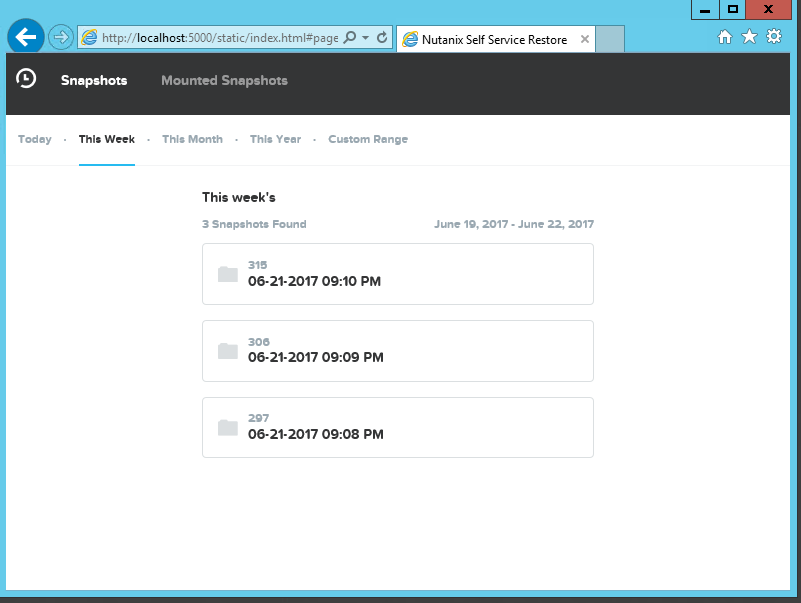 http://localhost:5000/static/index.html#page
Nutanix Self Service Restore
Snapshots
Mounted Snapshots
Today · This Week · This Month · This Year · Custom Range
This week's
3 Snapshots Found
June 19, 2017 - June 22, 2017
315
06-21-2017 09:10 PM
306
06-21-2017 09:09 PM
297
06-21-2017 09:08 PM